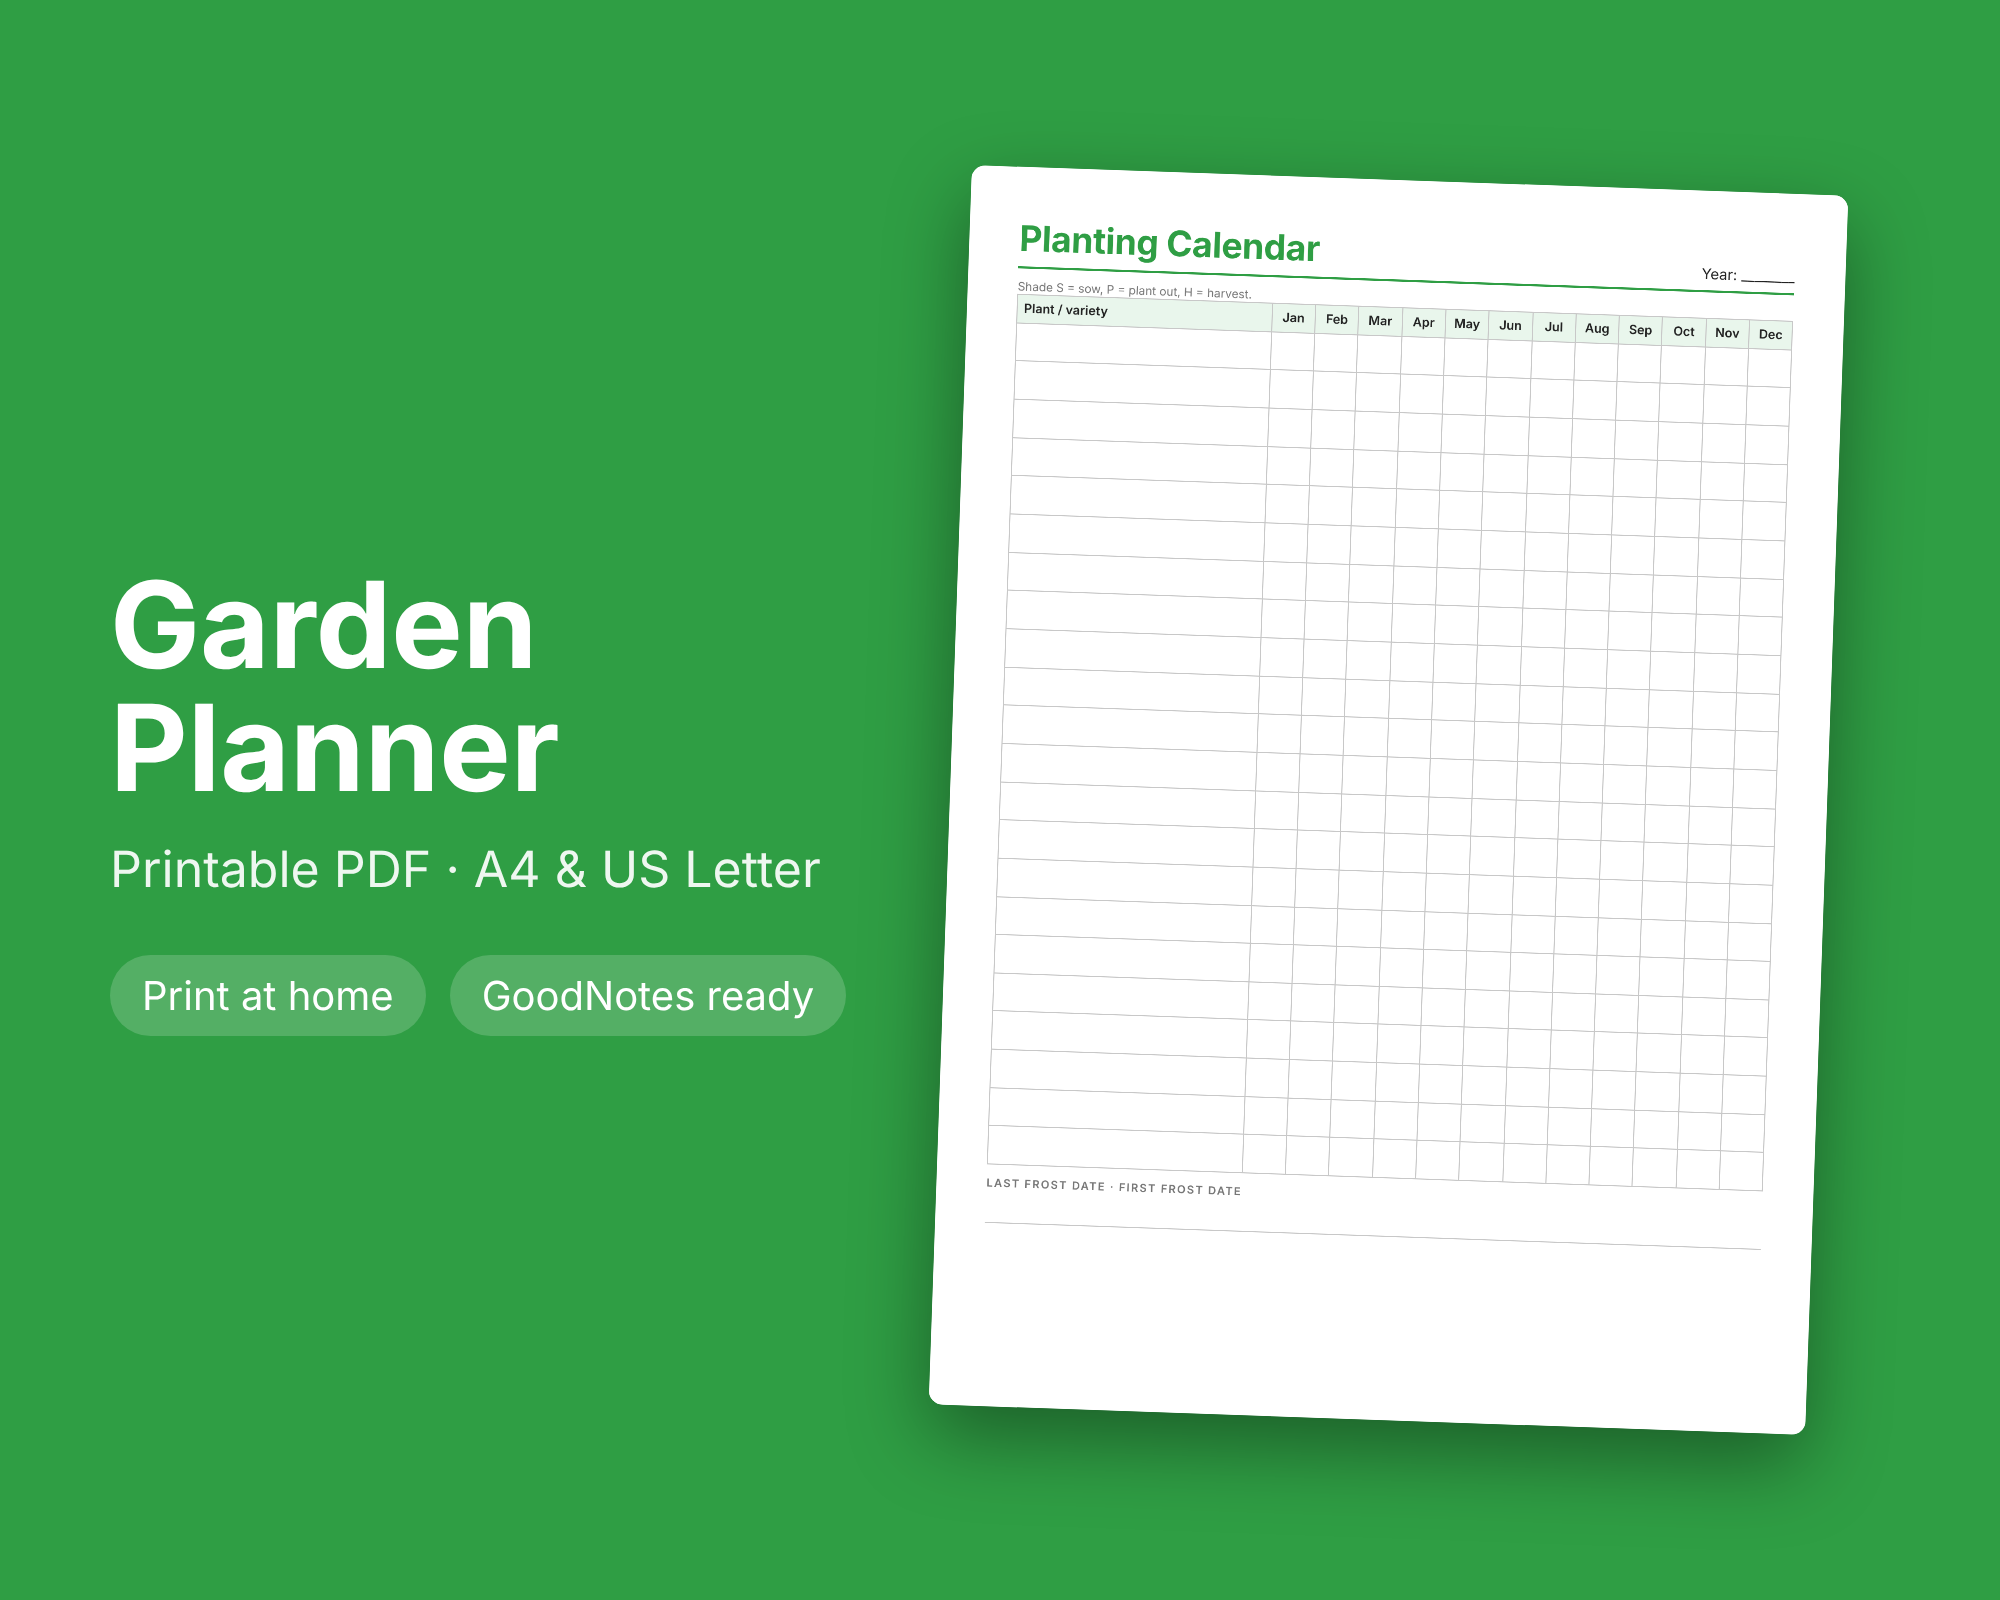 Garden
Planner
Printable PDF · A4 & US Letter
Print at home
GoodNotes ready
Planting Calendar
Year: ______
Shade S = sow, P = plant out, H = harvest.
Plant / variety Jan Feb Mar Apr May Jun Jul Aug Sep Oct Nov Dec
LAST FROST DATE · FIRST FROST DATE